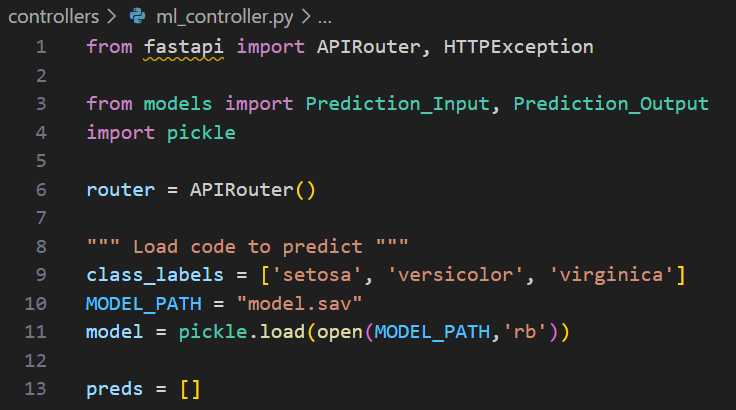 controllers > ml_controller.py > ...
1 from fastapi import APIRouter, HTTPException
2
3 from models import Prediction_Input, Prediction_Output
4 import pickle
5
6 router = APIRouter()
7
8 """ Load code to predict """
9 class_labels = ['setosa', 'versicolor', 'virginica']
10 MODEL_PATH = "model.sav"
11 model = pickle.load(open(MODEL_PATH,'rb'))
12
13 preds = []